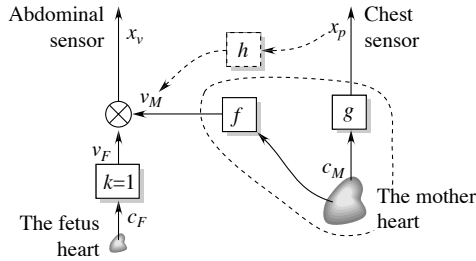 Abdominal
sensor
x_v
Chest
sensor
x_p
h
v_M
f
g
v_F
c_M
k=1
c_F
The fetus
heart
The mother
heart